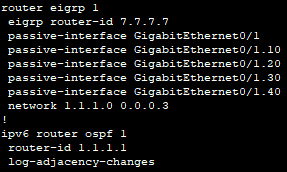 router eigrp 1
eigrp router-id 7.7.7.7
passive-interface GigabitEthernet0/1
passive-interface GigabitEthernet0/1.10
passive-interface GigabitEthernet0/1.20
passive-interface GigabitEthernet0/1.30
passive-interface GigabitEthernet0/1.40
network 1.1.1.0 0.0.0.3
!
ipv6 router ospf 1
router-id 1.1.1.1
log-adjacency-changes